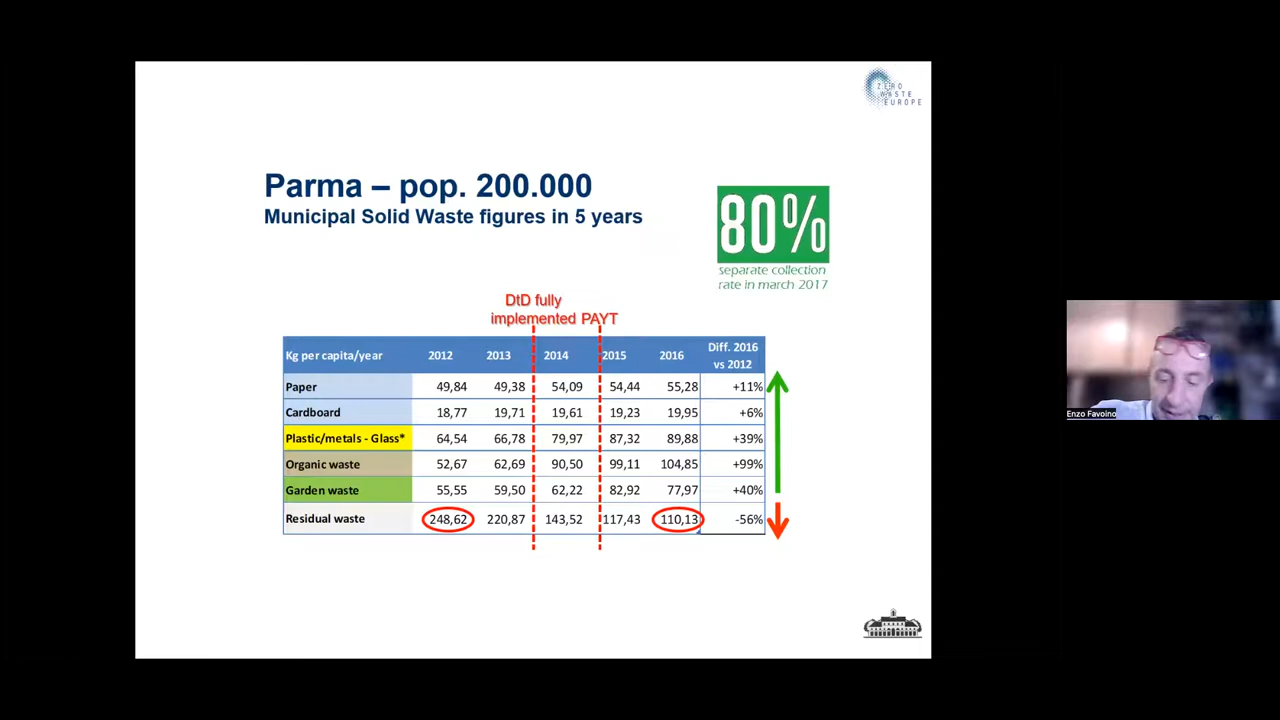 ZERO
WASTE
EUROPE
Parma – pop. 200.000
Municipal Solid Waste figures in 5 years
80%
separate collection
rate in march 2017
DtD fully
implemented PAYT
Kg per capita/year 2012 2013 2014 2015 2016 Diff. 2016 vs 2012
Paper 49,84 49,38 54,09 54,44 55,28 +11%
Cardboard 18,77 19,71 19,61 19,23 19,95 +6%
Plastic/metals - Glass* 64,54 66,78 79,97 87,32 89,88 +39%
Organic waste 52,67 62,69 90,50 99,11 104,85 +99%
Garden waste 55,55 59,50 62,22 82,92 77,97 +40%
Residual waste 248,62 220,87 143,52 117,43 110,13 -56%
Enzo Favoino